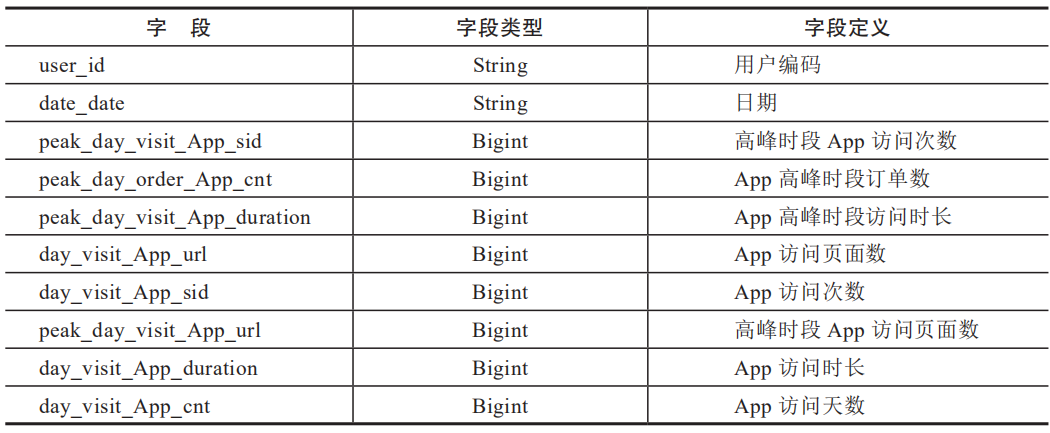 字 段 字段类型 字段定义
user_id String 用户编码
date_date String 日期
peak_day_visit_App_sid Bigint 高峰时段 App 访问次数
peak_day_order_App_cnt Bigint App 高峰时段订单数
peak_day_visit_App_duration Bigint App 高峰时段访问时长
day_visit_App_url Bigint App 访问页面数
day_visit_App_sid Bigint App 访问次数
peak_day_visit_App_url Bigint 高峰时段 App 访问页面数
day_visit_App_duration Bigint App 访问时长
day_visit_App_cnt Bigint App 访问天数